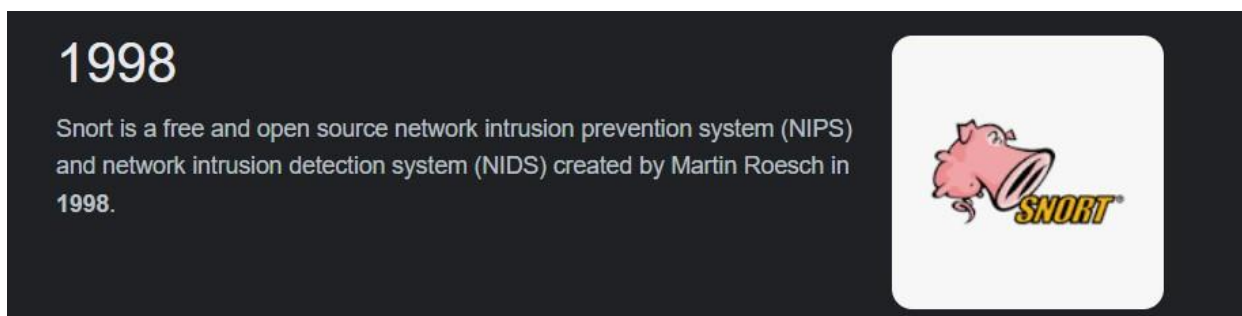 1998
Snort is a free and open source network intrusion prevention system (NIPS)
and network intrusion detection system (NIDS) created by Martin Roesch in
1998.
SNORT®